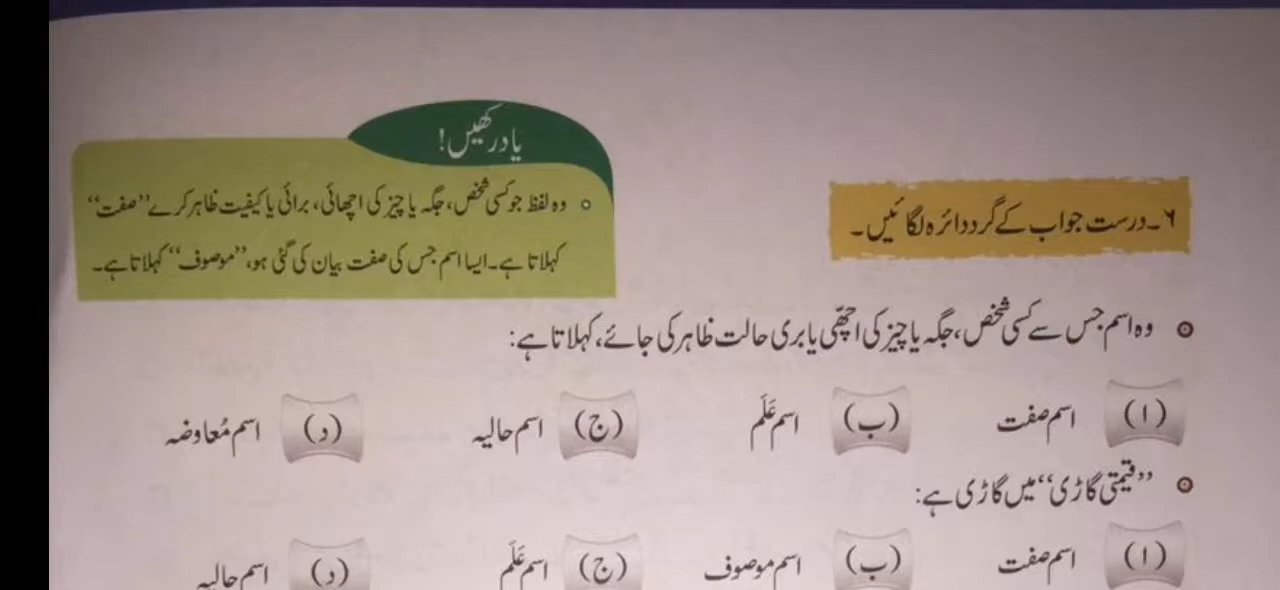 یاد رکھیں!
وہ لفظ جو کسی شخص، جگہ یا چیز کی اچھائی، برائی یا کیفیت ظاہر کرے ”صفت“
کہلاتا ہے۔ ایسا اسم جس کی صفت بیان کی گئی ہو، ”موصوف“ کہلاتا ہے۔
۶۔ درست جواب کے گرد دائرہ لگائیں۔
وہ اسم جس سے کسی شخص، جگہ یا چیز کی اچھّی یا بری حالت ظاہر کی جائے، کہلاتا ہے:
(ا) اسم صفت (ب) اسم عَلَم (ج) اسم حالیہ (د) اسم مُعاوضہ
”قیمتی گاڑی“ میں گاڑی ہے:
(ا) اسم صفت (ب) اسم موصوف (ج) اسم عَلَم (د) اسم حالیہ